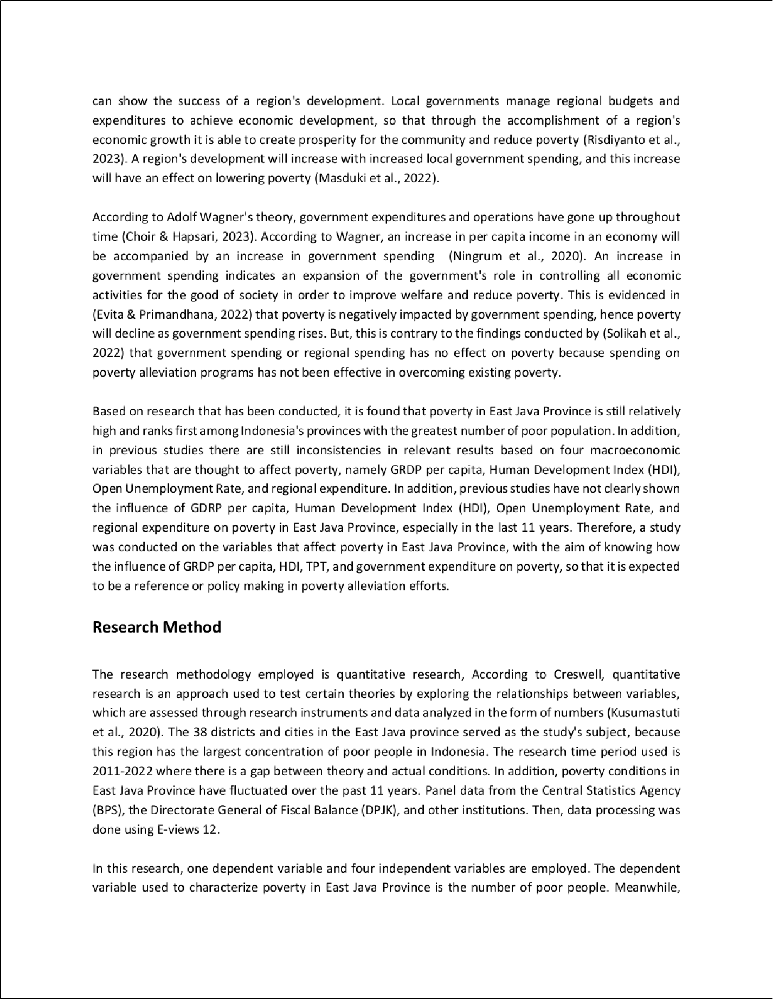 can show the success of a region's development. Local governments manage regional budgets and
expenditures to achieve economic development, so that through the accomplishment of a region's
economic growth it is able to create prosperity for the community and reduce poverty (Risdiyanto et al.,
2023). A region's development will increase with increased local government spending, and this increase
will have an effect on lowering poverty (Masduki et al., 2022).
According to Adolf Wagner's theory, government expenditures and operations have gone up throughout
time (Choir & Hapsari, 2023). According to Wagner, an increase in per capita income in an economy will
be accompanied by an increase in government spending  (Ningrum et al., 2020). An increase in
government spending indicates an expansion of the government's role in controlling all economic
activities for the good of society in order to improve welfare and reduce poverty. This is evidenced in
(Evita & Primandhana, 2022) that poverty is negatively impacted by government spending, hence poverty
will decline as government spending rises. But, this is contrary to the findings conducted by (Solikah et al.,
2022) that government spending or regional spending has no effect on poverty because spending on
poverty alleviation programs has not been effective in overcoming existing poverty.
Based on research that has been conducted, it is found that poverty in East Java Province is still relatively
high and ranks first among Indonesia's provinces with the greatest number of poor population. In addition,
in previous studies there are still inconsistencies in relevant results based on four macroeconomic
variables that are thought to affect poverty, namely GRDP per capita, Human Development Index (HDI),
Open Unemployment Rate, and regional expenditure. In addition, previous studies have not clearly shown
the influence of GDRP per capita, Human Development Index (HDI), Open Unemployment Rate, and
regional expenditure on poverty in East Java Province, especially in the last 11 years. Therefore, a study
was conducted on the variables that affect poverty in East Java Province, with the aim of knowing how
the influence of GRDP per capita, HDI, TPT, and government expenditure on poverty, so that it is expected
to be a reference or policy making in poverty alleviation efforts.
Research Method
The research methodology employed is quantitative research, According to Creswell, quantitative
research is an approach used to test certain theories by exploring the relationships between variables,
which are assessed through research instruments and data analyzed in the form of numbers (Kusumastuti
et al., 2020). The 38 districts and cities in the East Java province served as the study's subject, because
this region has the largest concentration of poor people in Indonesia. The research time period used is
2011-2022 where there is a gap between theory and actual conditions. In addition, poverty conditions in
East Java Province have fluctuated over the past 11 years. Panel data from the Central Statistics Agency
(BPS), the Directorate General of Fiscal Balance (DPJK), and other institutions. Then, data processing was
done using E-views 12.
In this research, one dependent variable and four independent variables are employed. The dependent
variable used to characterize poverty in East Java Province is the number of poor people. Meanwhile,